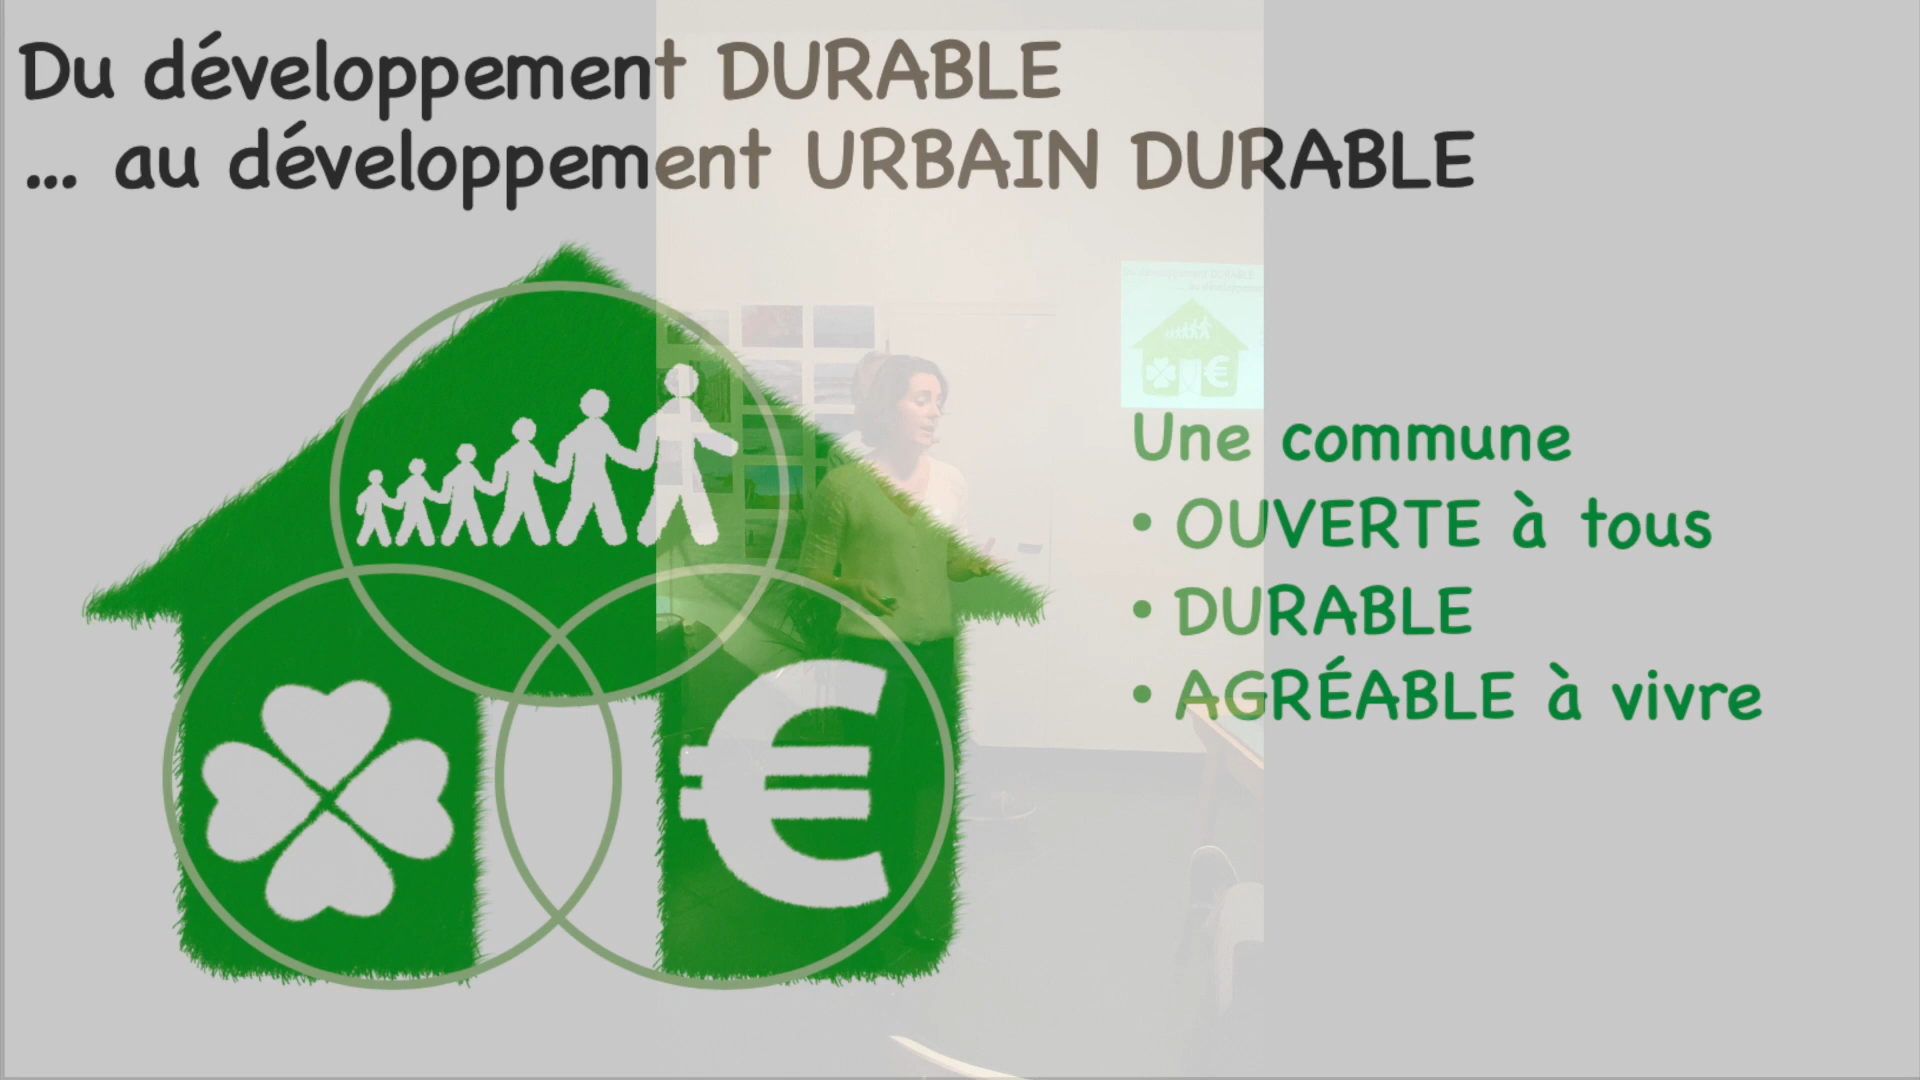 Du développement DURABLE
... au développement URBAIN DURABLE
€
Une commune
• OUVERTE à tous
• DURABLE
• AGRÉABLE à vivre